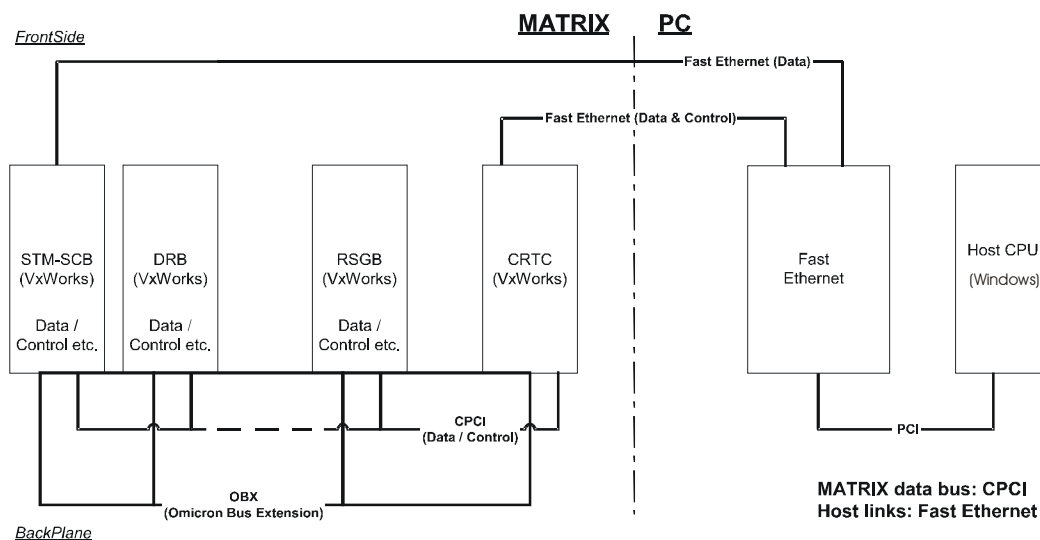 MATRIX PC
FrontSide
Fast Ethernet (Data)
Fast Ethernet (Data & Control)
STM-SCB
(VxWorks)
Data /
Control etc.
DRB
(VxWorks)
Data /
Control etc.
RSGB
(VxWorks)
Data /
Control etc.
CRTC
(VxWorks)
Fast
Ethernet
Host CPU
(Windows)
CPCI
(Data / Control)
PCI
OBX
(Omicron Bus Extension)
MATRIX data bus: CPCI
Host links: Fast Ethernet
BackPlane